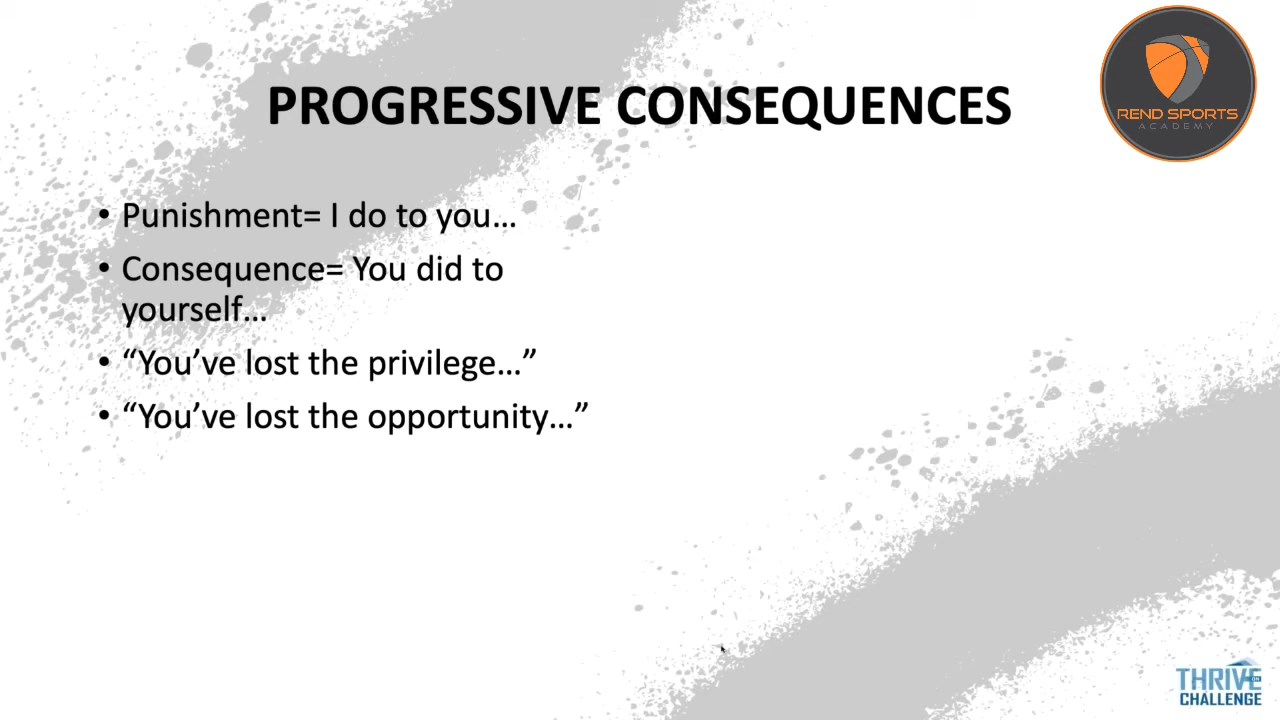 PROGRESSIVE CONSEQUENCES
REND SPORTS
ACADEMY
• Punishment= I do to you…
• Consequence= You did to
yourself…
• “You’ve lost the privilege…”
• “You’ve lost the opportunity…”
THRIVE
ON
CHALLENGE